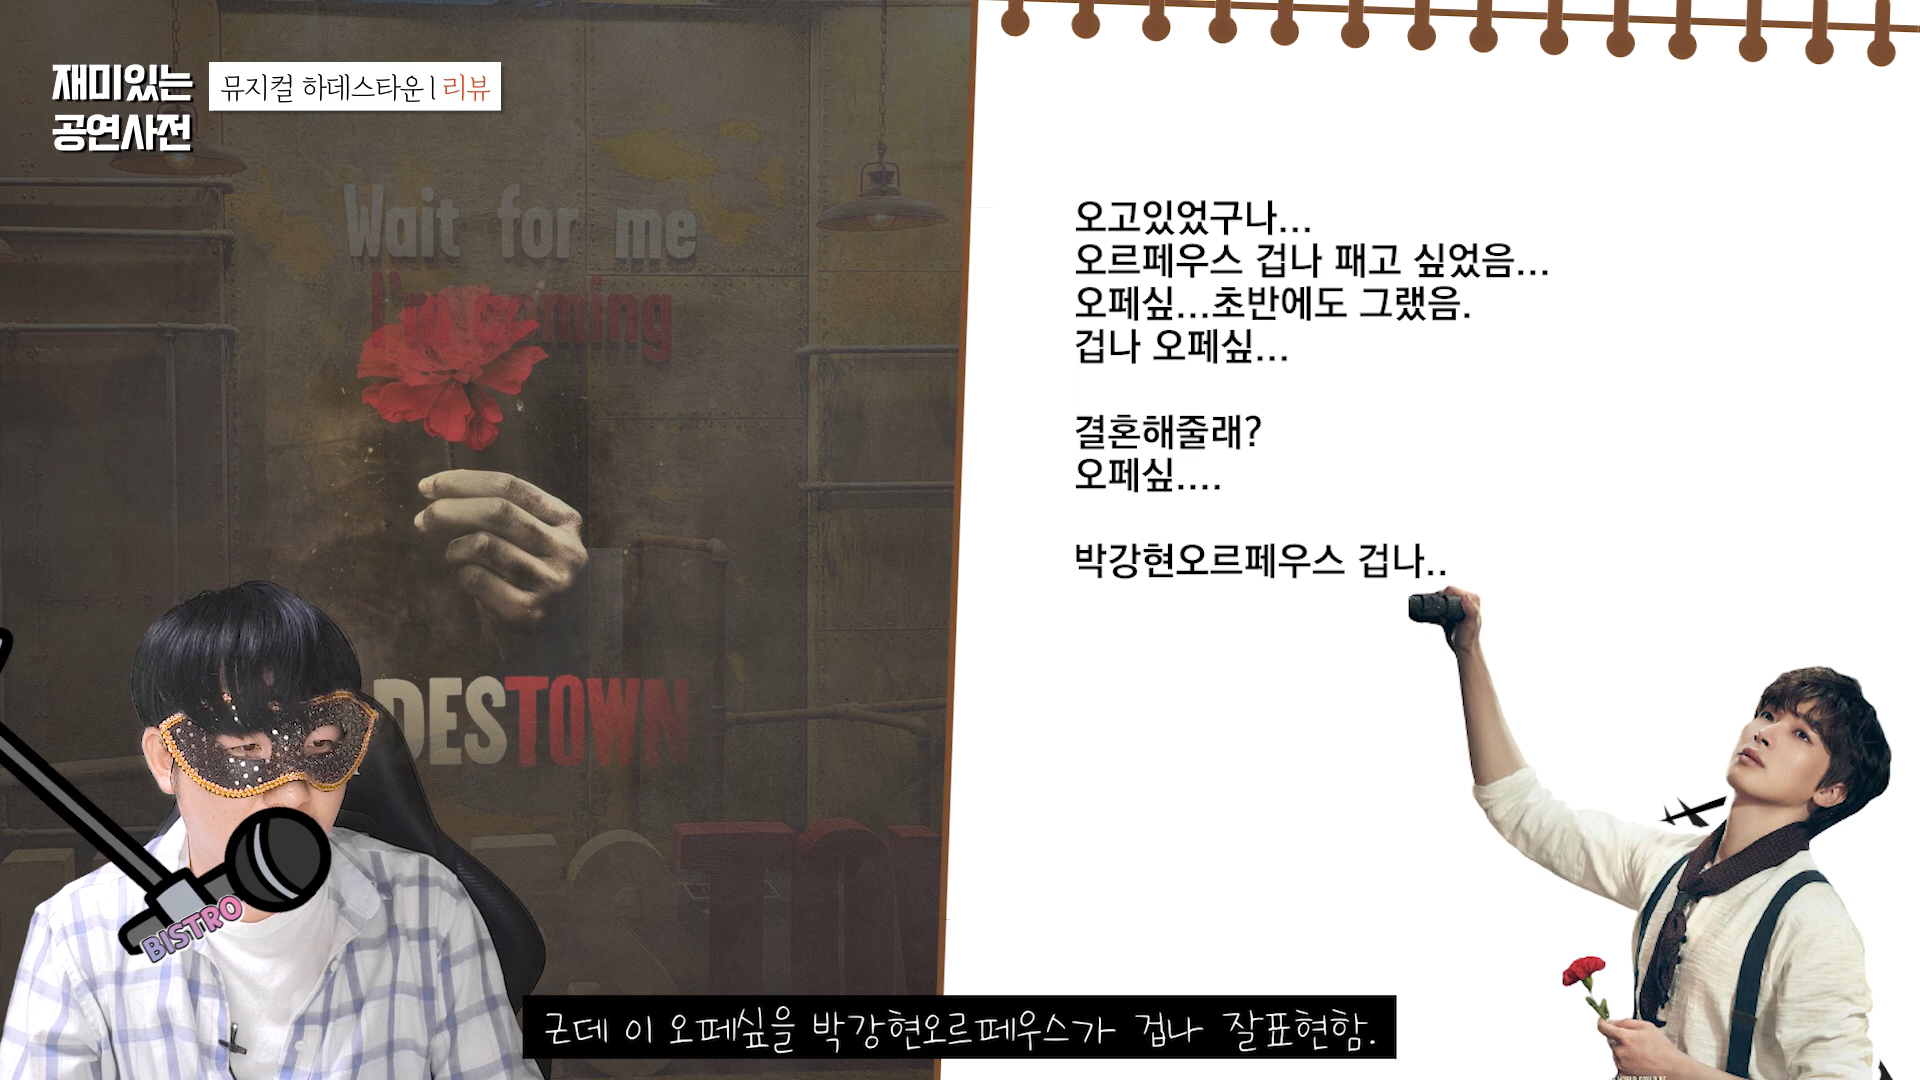 재미있는
공연사전
뮤지컬 하데스타운 | 리뷰
Wait for me
I'm coming
DESTOWN
BISTRO
오고있었구나...
오르페우스 겁나 패고 싶었음...
오페싶...초반에도 그랬음.
겁나 오페싶...
결혼해줄래?
오페싶....
박강현오르페우스 겁나..
근데 이 오페싶을 박강현오르페우스가 겁나 잘표현함.